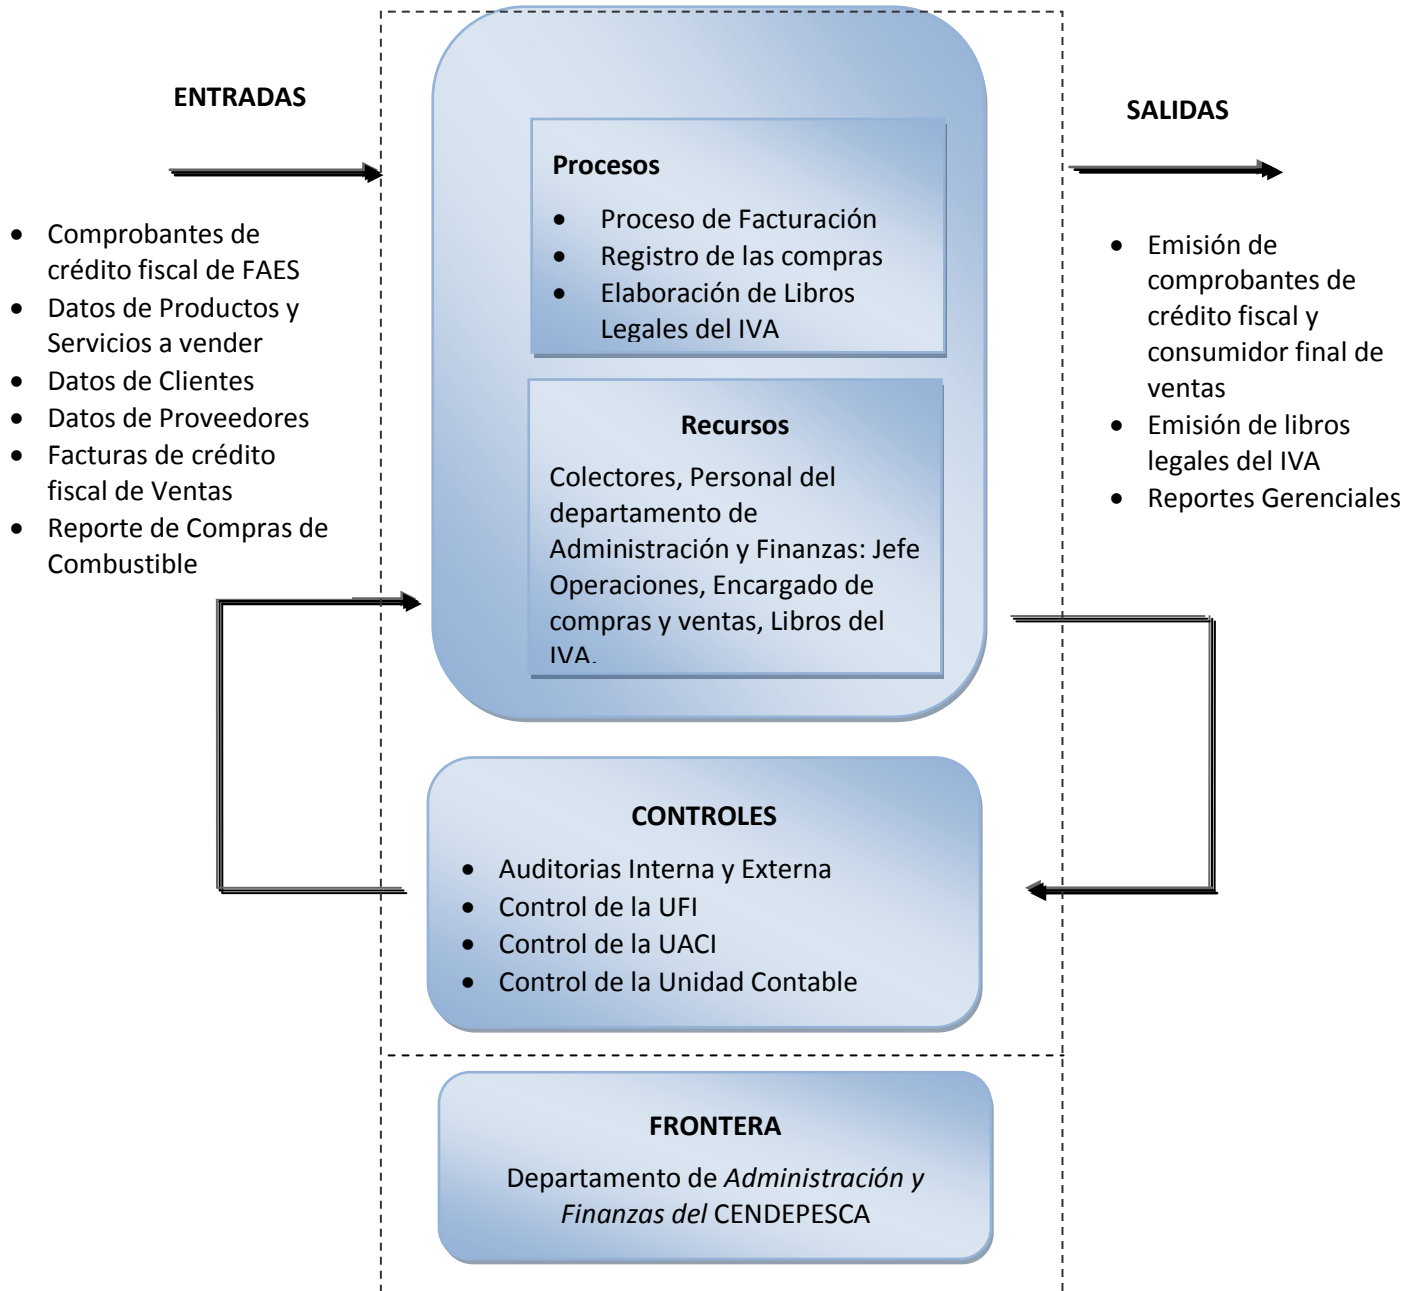 ENTRADAS
Comprobantes de
crédito fiscal de FAES
Datos de Productos y
Servicios a vender
Datos de Clientes
Datos de Proveedores
Facturas de crédito
fiscal de Ventas
Reporte de Compras de
Combustible
Procesos
Proceso de Facturación
Registro de las compras
Elaboración de Libros
Legales del IVA
Recursos
Colectores, Personal del
departamento de
Administración y Finanzas: Jefe
Operaciones, Encargado de
compras y ventas, Libros del
IVA.
SALIDAS
Emisión de
comprobantes de
crédito fiscal y
consumidor final de
ventas
Emisión de libros
legales del IVA
Reportes Gerenciales
CONTROLES
Auditorias Interna y Externa
Control de la UFI
Control de la UACI
Control de la Unidad Contable
FRONTERA
Departamento de Administración y
Finanzas del CENDEPESCA